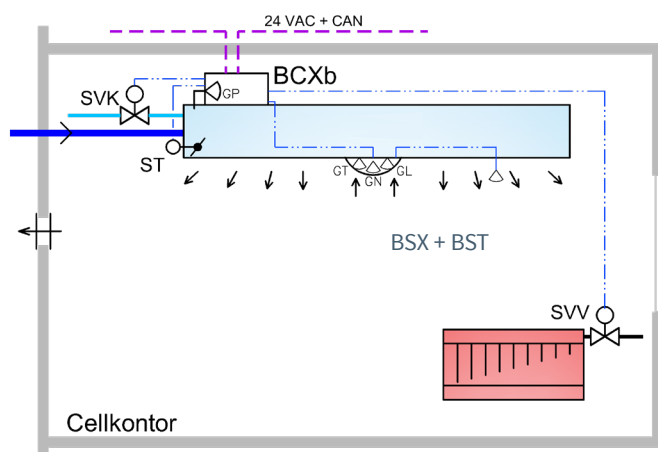 24 VAC + CAN
BCXb
SVK
GP
ST
GT
GN
GL
BSX + BST
SVV
Cellkontor